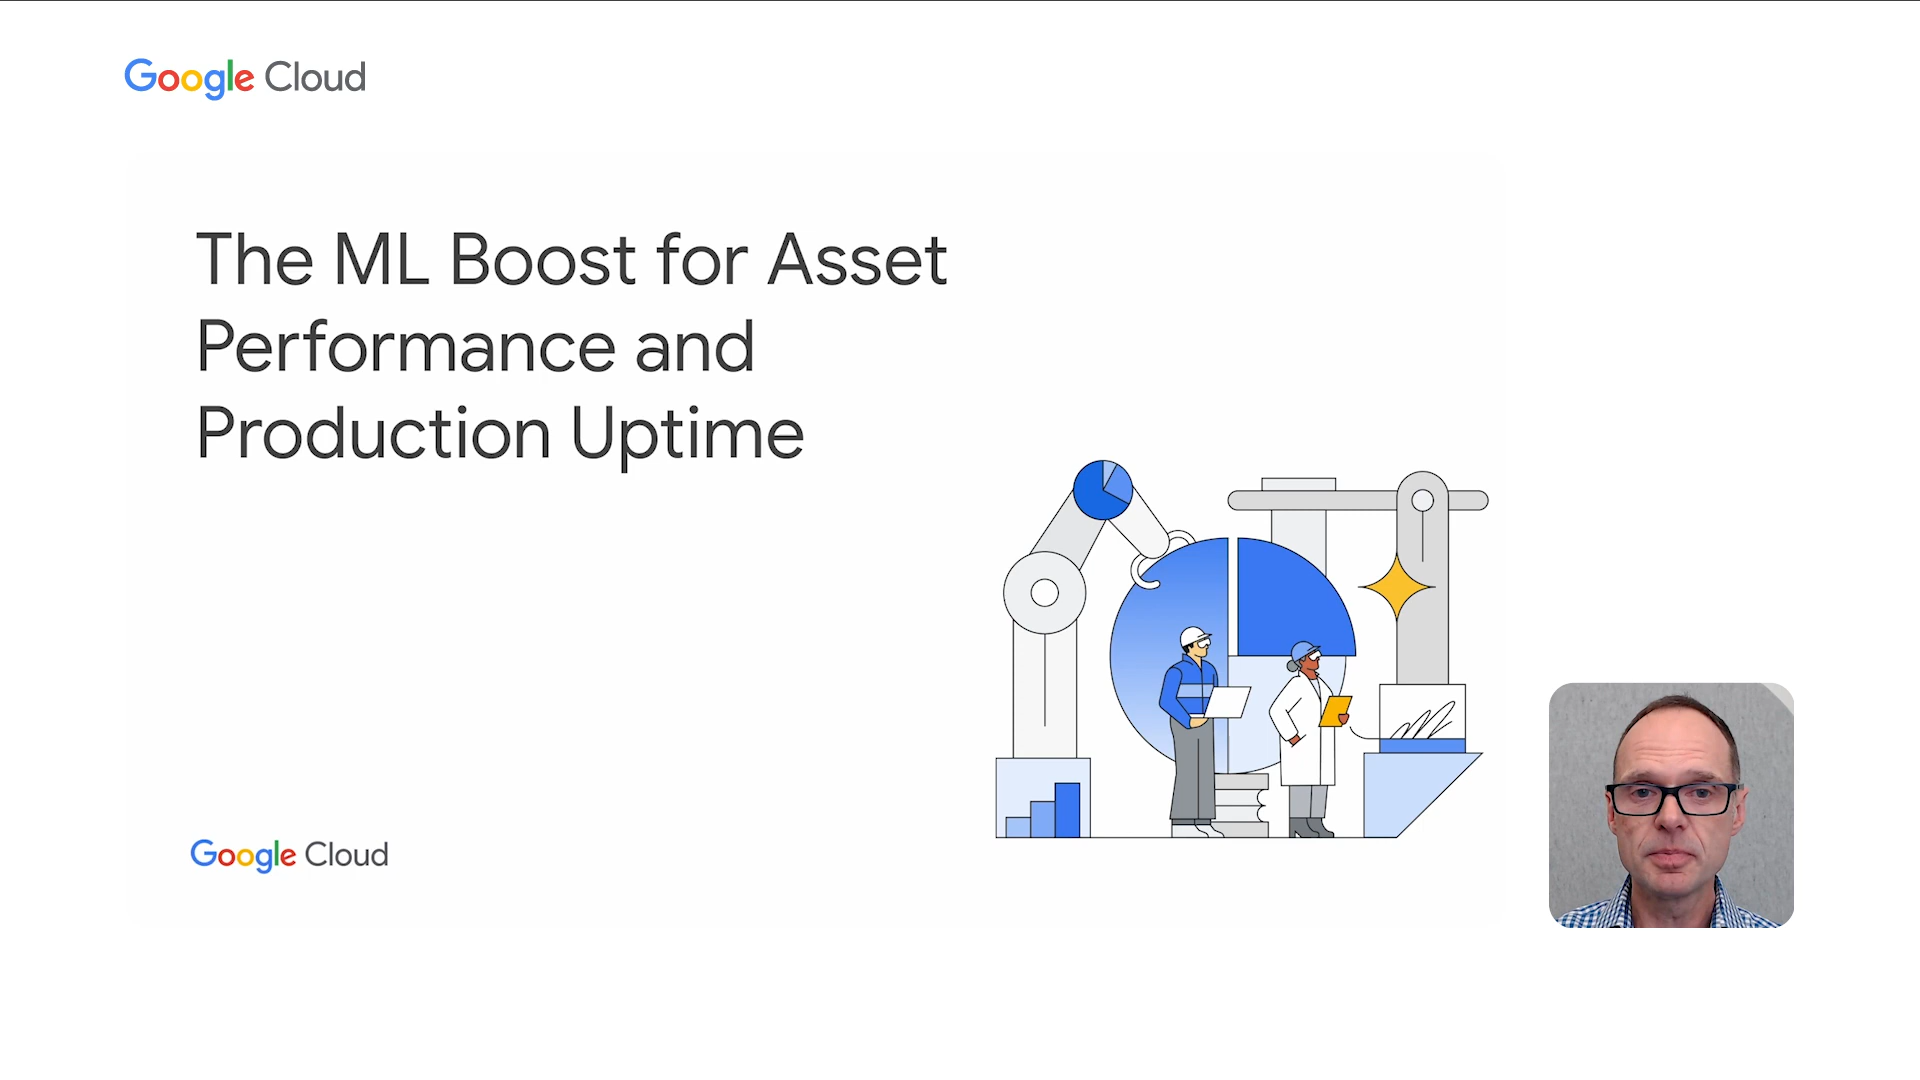 Google Cloud
The ML Boost for Asset
Performance and
Production Uptime
Google Cloud